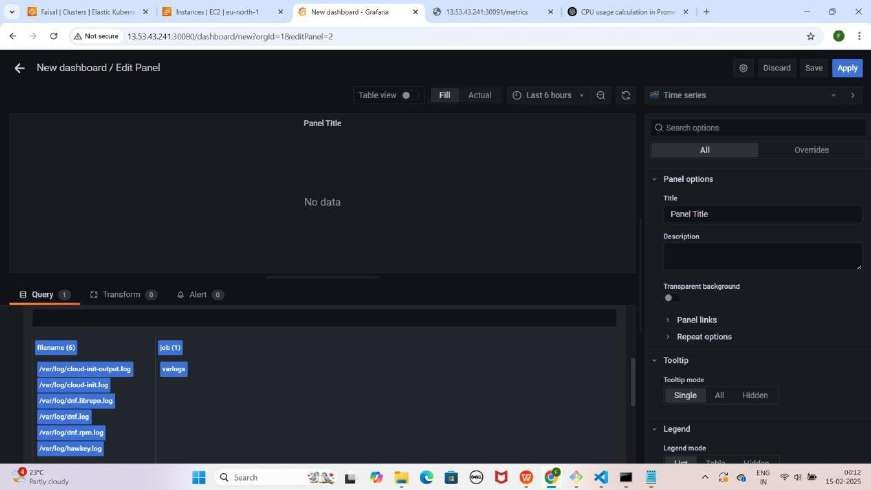 Faisal | Clusters | Elastic Kubern
Instances | EC2 | eu-north-1
New dashboard - Grafana
13.53.43.241:30091/metrics
CPU usage calculation in Prom
Not secure
13.53.43.241:30080/dashboard/new?orgId=1&editPanel=2
F
New dashboard / Edit Panel
Discard
Save
Apply
Table view
Fill
Actual
Last 6 hours
Time series
Panel Title
Search options
All
Overrides
Panel options
Title
No data
Panel Title
Description
Query 1
Transform 0
Alert 0
Transparent background
Panel links
filename (6)
job (1)
Repeat options
/var/log/cloud-init-output.log
varlogs
Tooltip
/var/log/cloud-init.log
Tooltip mode
/var/log/dnf.librepo.log
Single
All
Hidden
/var/log/dnf.log
/var/log/dnf.rpm.log
Legend
/var/log/hawkey.log
Legend mode
List
Table
Hidden
4
23°C
Partly cloudy
Search
DELL
ENG
IN
00:12
15-02-2025